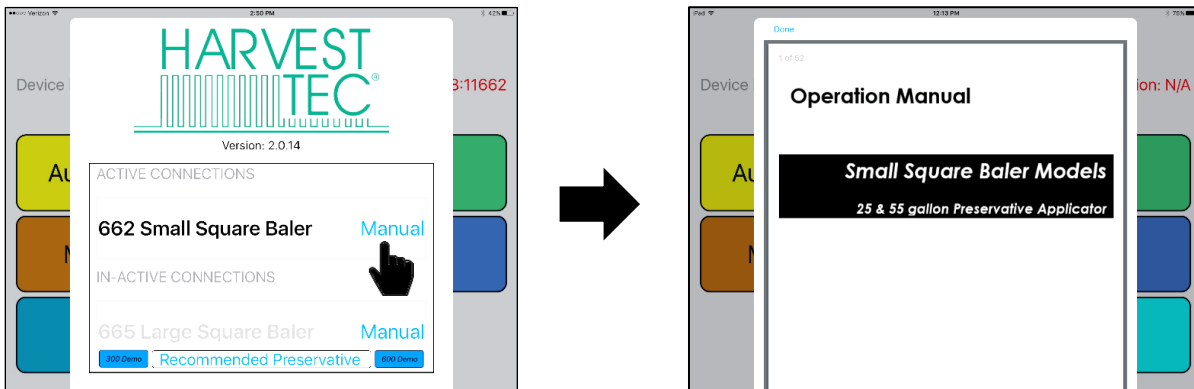 Verizon 2:50 PM 42%
HARVEST
TEC®
Device 3:11662
Version: 2.0.14
Au
ACTIVE CONNECTIONS
662 Small Square Baler Manual
IN-ACTIVE CONNECTIONS
665 Large Square Baler Manual
300 Demo Recommended Preservative 600 Demo
iPad 12:13 PM 76%
Done
1 of 52
Device ion: N/A
Operation Manual
Au
Small Square Baler Models
25 & 55 gallon Preservative Applicator